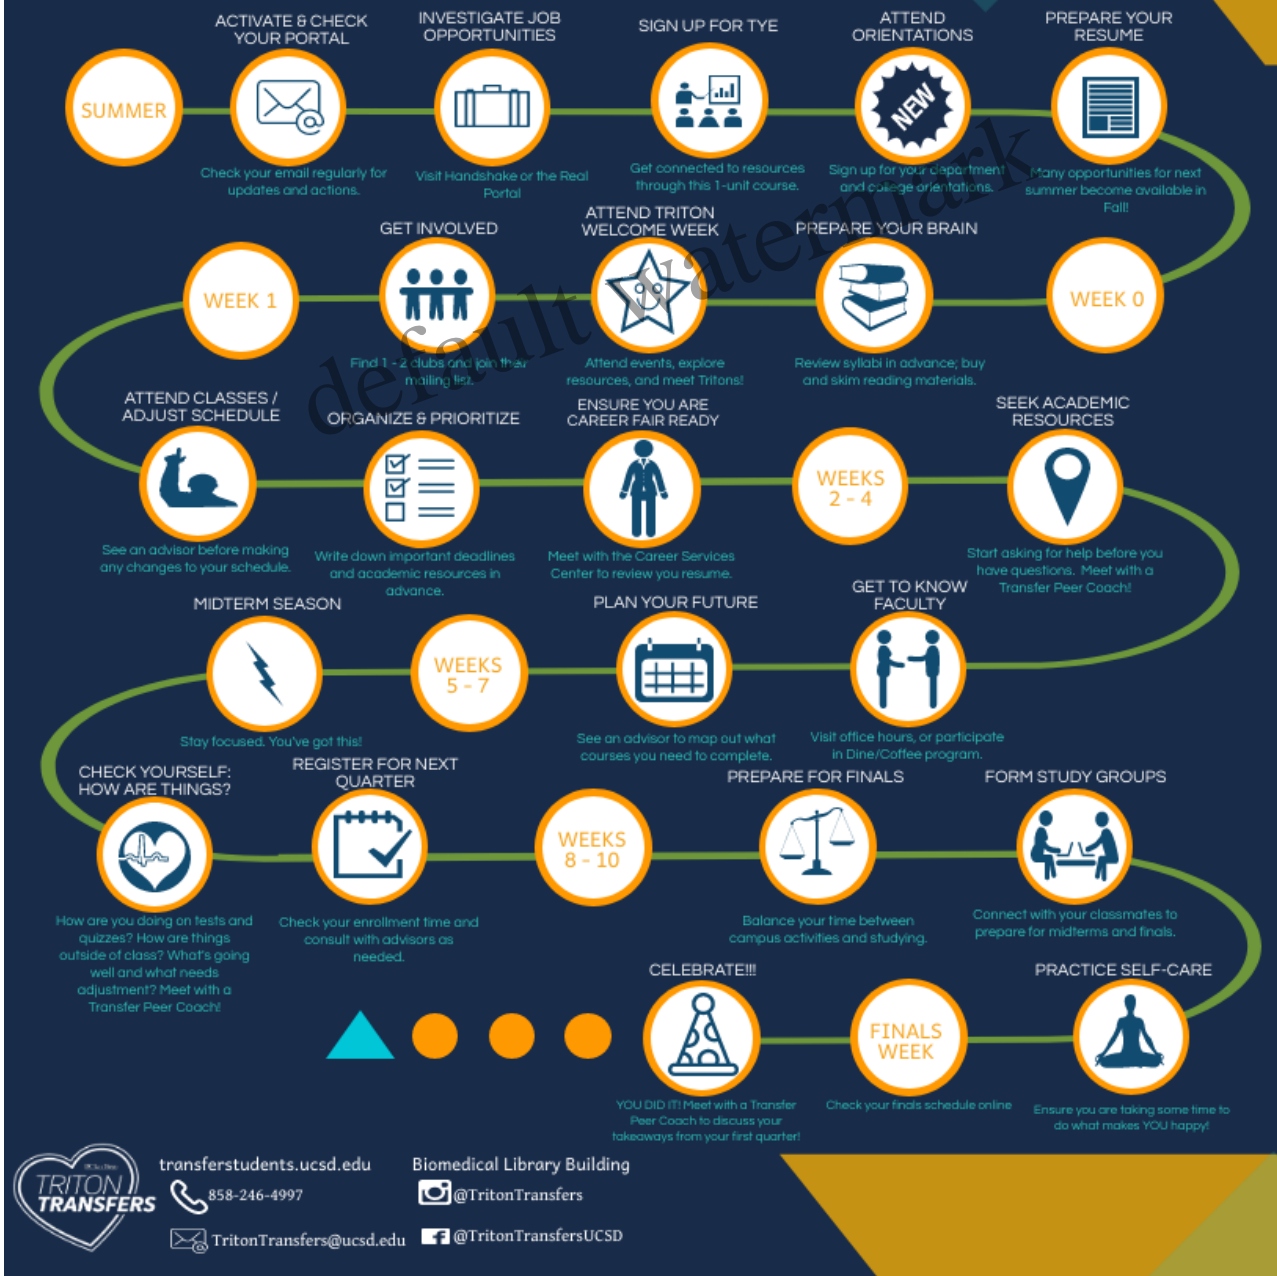 SUMMER
ACTIVATE & CHECK
YOUR PORTAL
Check your email regularly for
updates and actions.
INVESTIGATE JOB
OPPORTUNITIES
Visit Handshake or the Real
Portal
SIGN UP FOR TYE
Get connected to resources
through this 1-unit course.
ATTEND
ORIENTATIONS
NEW
Sign up for your department
and college orientations.
PREPARE YOUR
RESUME
Many opportunities for next
summer become available in
Fall!
WEEK 0
PREPARE YOUR BRAIN
Review syllabi in advance; buy
and skim reading materials.
ATTEND TRITON
WELCOME WEEK
Attend events, explore
resources, and meet Tritons!
GET INVOLVED
Find 1 - 2 clubs and join their
mailing list.
WEEK 1
default watermark
ATTEND CLASSES /
ADJUST SCHEDULE
See an advisor before making
any changes to your schedule.
ORGANIZE & PRIORITIZE
Write down important deadlines
and academic resources in
advance.
ENSURE YOU ARE
CAREER FAIR READY
Meet with the Career Services
Center to review you resume.
WEEKS
2 - 4
SEEK ACADEMIC
RESOURCES
Start asking for help before you
have questions. Meet with a
Transfer Peer Coach!
GET TO KNOW
FACULTY
Visit office hours, or participate
in Dine/Coffee program.
PLAN YOUR FUTURE
See an advisor to map out what
courses you need to complete.
WEEKS
5 - 7
MIDTERM SEASON
Stay focused. You've got this!
CHECK YOURSELF:
HOW ARE THINGS?
How are you doing on tests and
quizzes? How are things
outside of class? What's going
well and what needs
adjustment? Meet with a
Transfer Peer Coach!
REGISTER FOR NEXT
QUARTER
Check your enrollment time and
consult with advisors as
needed.
WEEKS
8 - 10
PREPARE FOR FINALS
Balance your time between
campus activities and studying.
FORM STUDY GROUPS
Connect with your classmates to
prepare for midterms and finals.
PRACTICE SELF-CARE
Ensure you are taking some time to
do what makes YOU happy!
FINALS
WEEK
Check your finals schedule online
CELEBRATE!!!
YOU DID IT! Meet with a Transfer
Peer Coach to discuss your
takeaways from your first quarter!
TRITON
TRANSFERS
transferstudents.ucsd.edu
858-246-4997
TritonTransfers@ucsd.edu
Biomedical Library Building
@TritonTransfers
@TritonTransfersUCSD